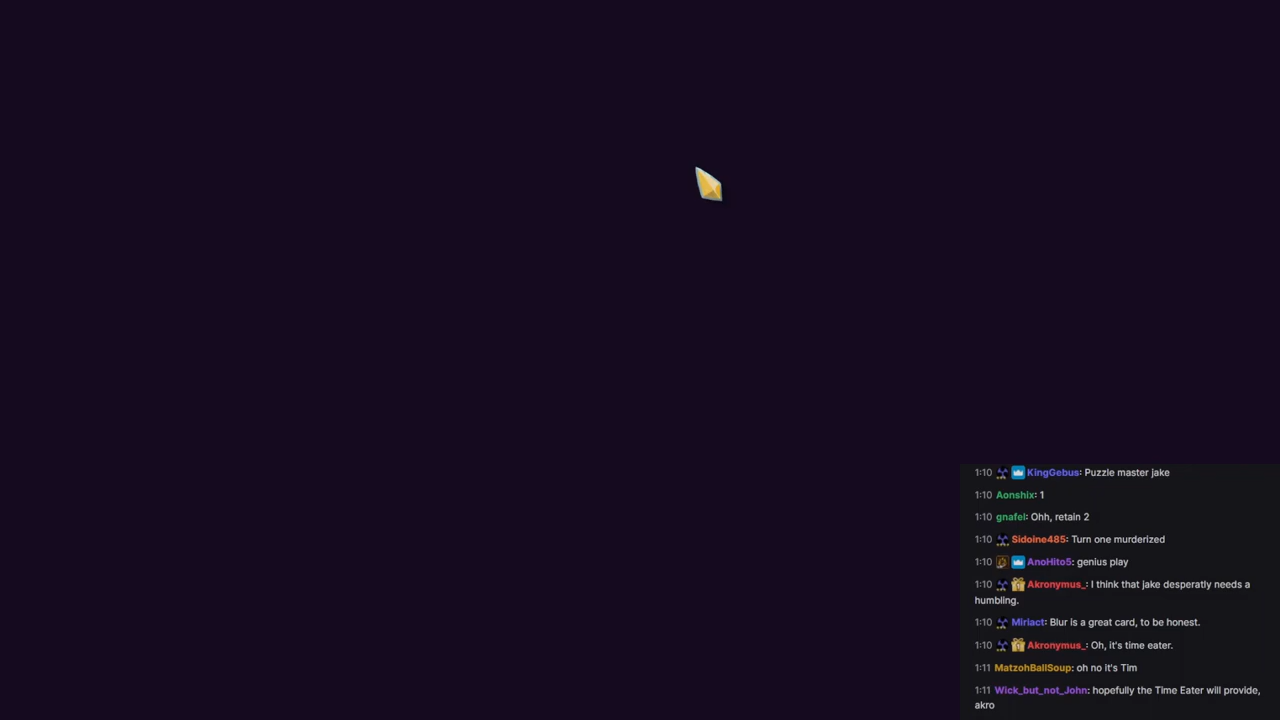 1:10 KingGebus: Puzzle master jake
1:10 Aonshix: 1
1:10 gnafel: Ohh, retain 2
1:10 Sidoine485: Turn one murderized
1:10 AnoHito5: genius play
1:10 Akronymus_: I think that jake desperatly needs a
humbling.
1:10 Miriact: Blur is a great card, to be honest.
1:10 Akronymus_: Oh, it's time eater.
1:11 MatzohBallSoup: oh no it's Tim
1:11 Wick_but_not_John: hopefully the Time Eater will provide,
akro